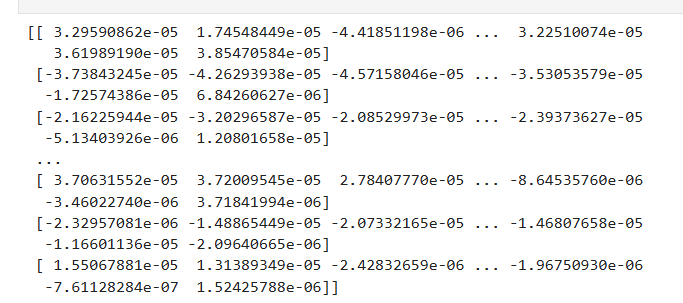 [[ 3.29590862e-05  1.74548449e-05 -4.41851198e-06 ...  3.22510074e-05
   3.61989190e-05  3.85470584e-05]
 [-3.73843245e-05 -4.26293938e-05 -4.57158046e-05 ... -3.53053579e-05
  -1.72574386e-05  6.84260627e-06]
 [-2.16225944e-05 -3.20296587e-05 -2.08529973e-05 ... -2.39373627e-05
  -5.13403926e-06  1.20801658e-05]
 ...
 [ 3.70631552e-05  3.72009545e-05  2.78407770e-05 ... -8.64535760e-06
  -3.46022740e-06  3.71841994e-06]
 [-2.32957081e-06 -1.48865449e-05 -2.07332165e-05 ... -1.46807658e-05
  -1.16601136e-05 -2.09640665e-06]
 [ 1.55067881e-05  1.31389349e-05 -2.42832659e-06 ... -1.96750930e-06
  -7.61128284e-07  1.52425788e-06]]